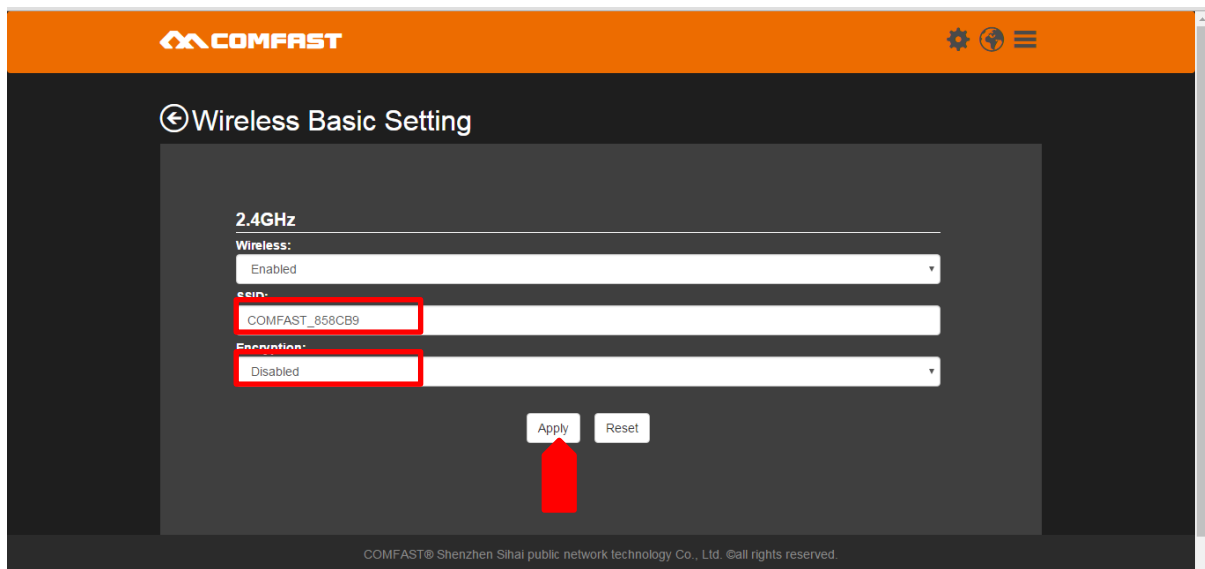 COMFAST
Wireless Basic Setting
2.4GHz
Wireless:
Enabled
SSID:
COMFAST_858CB9
Encryption:
Disabled
Apply Reset
COMFAST® Shenzhen Sihai public network technology Co., Ltd. ©all rights reserved.